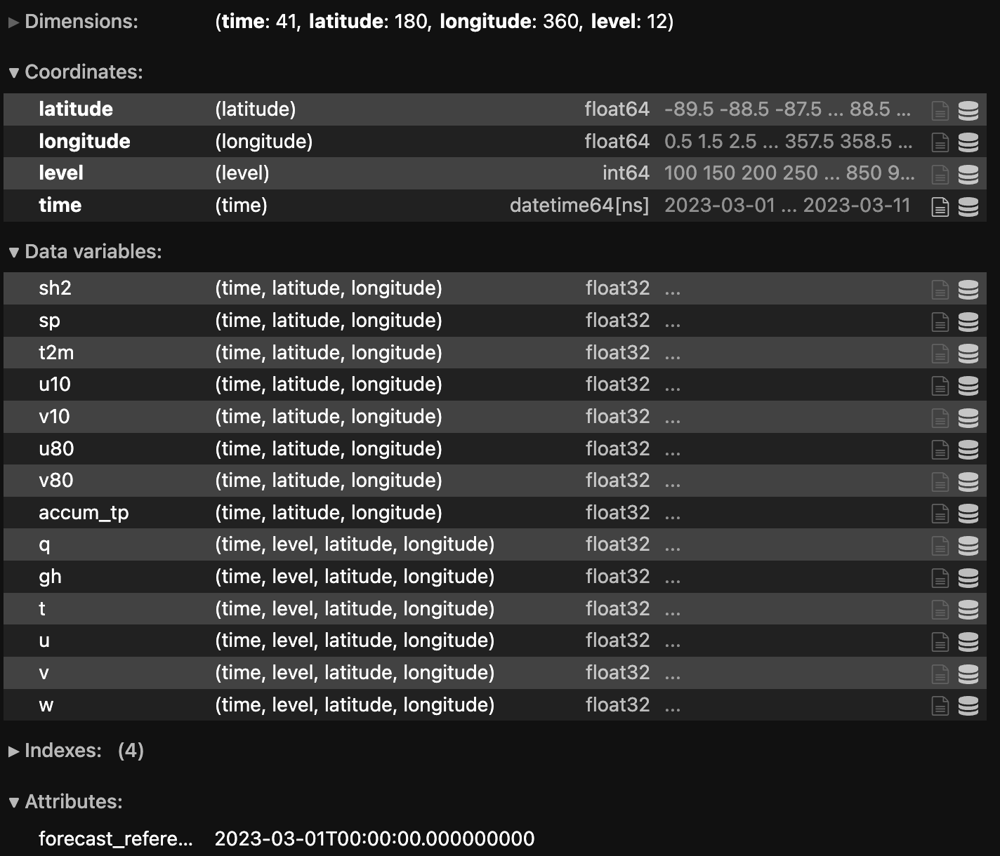 Dimensions: (time: 41, latitude: 180, longitude: 360, level: 12)
Coordinates:
latitude (latitude) float64 -89.5 -88.5 -87.5 ... 88.5 ...
longitude (longitude) float64 0.5 1.5 2.5 ... 357.5 358.5 ...
level (level) int64 100 150 200 250 ... 850 9...
time (time) datetime64[ns] 2023-03-01 ... 2023-03-11
Data variables:
sh2 (time, latitude, longitude) float32 ...
sp (time, latitude, longitude) float32 ...
t2m (time, latitude, longitude) float32 ...
u10 (time, latitude, longitude) float32 ...
v10 (time, latitude, longitude) float32 ...
u80 (time, latitude, longitude) float32 ...
v80 (time, latitude, longitude) float32 ...
accum_tp (time, latitude, longitude) float32 ...
q (time, level, latitude, longitude) float32 ...
gh (time, level, latitude, longitude) float32 ...
t (time, level, latitude, longitude) float32 ...
u (time, level, latitude, longitude) float32 ...
v (time, level, latitude, longitude) float32 ...
w (time, level, latitude, longitude) float32 ...
Indexes: (4)
Attributes:
forecast_refere... 2023-03-01T00:00:00.000000000